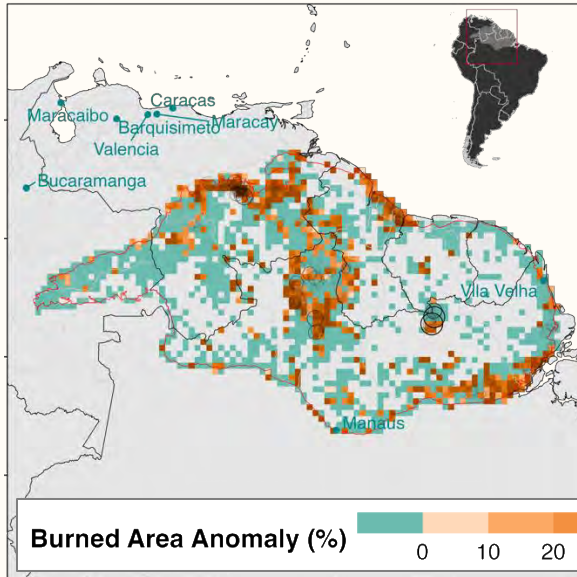 Caracas
Maracaibo
Barquisimeto
Maracay
Valencia
Bucaramanga
Vila Velha
Manaus
Burned Area Anomaly (%)
0 10 20